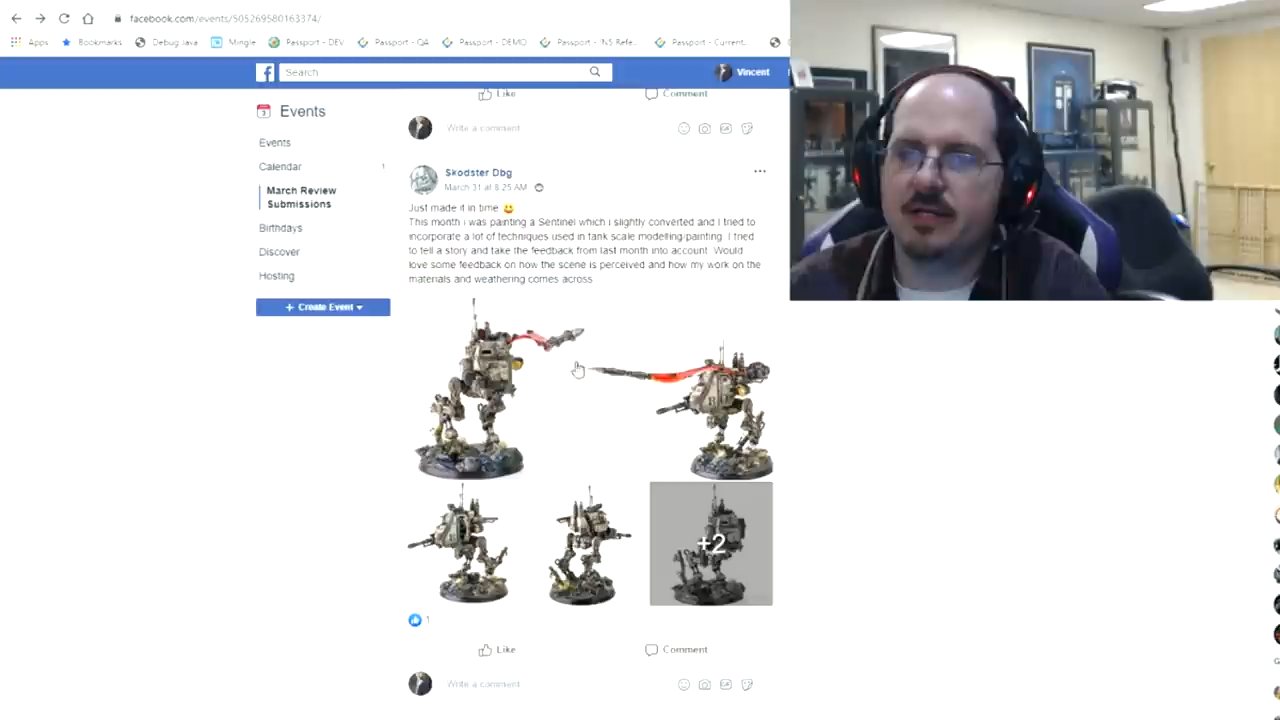 facebook.com/events/505269580163374/
Apps Bookmarks Debug Java Mingle Passport - DEV Passport - QA Passport - DEMO Passport - INS Refe... Passport - Current...
Search
Vincent
Events
Like Comment
Events
Write a comment
Calendar 1
March Review
Submissions
Birthdays
Discover
Hosting
+ Create Event
Skodster Dbg
March 31 at 8:25 AM
Just made it in time
This month i was painting a Sentinel which i slightly converted and I tried to
incorporate a lot of techniques used in tank scale modelling/painting. I tried
to tell a story and take the feedback from last month into account. Would
love some feedback on how the scene is perceived and how my work on the
materials and weathering comes across
+2
1
Like Comment
Write a comment